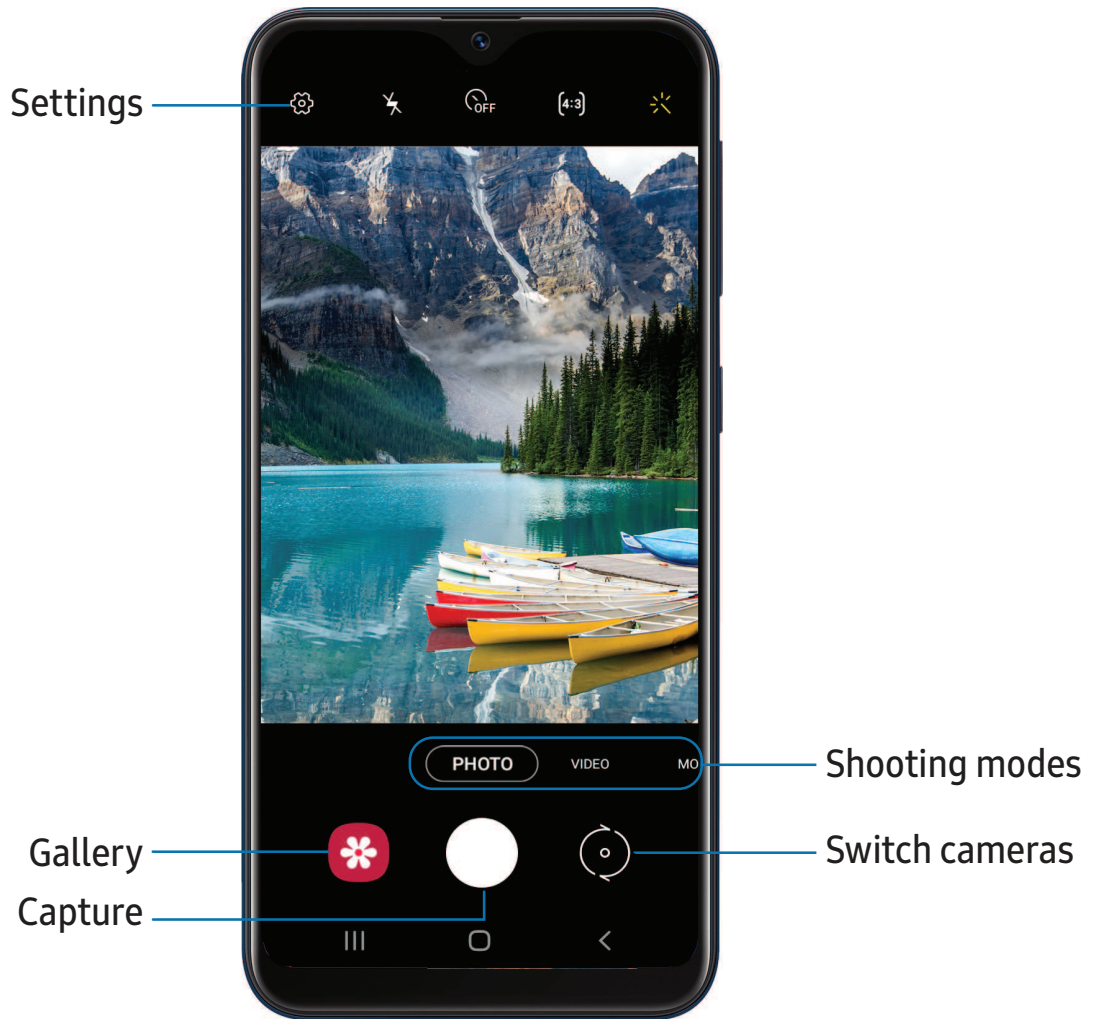 Settings
OFF
4:3
PHOTO VIDEO MO
Shooting modes
Gallery
Switch cameras
Capture